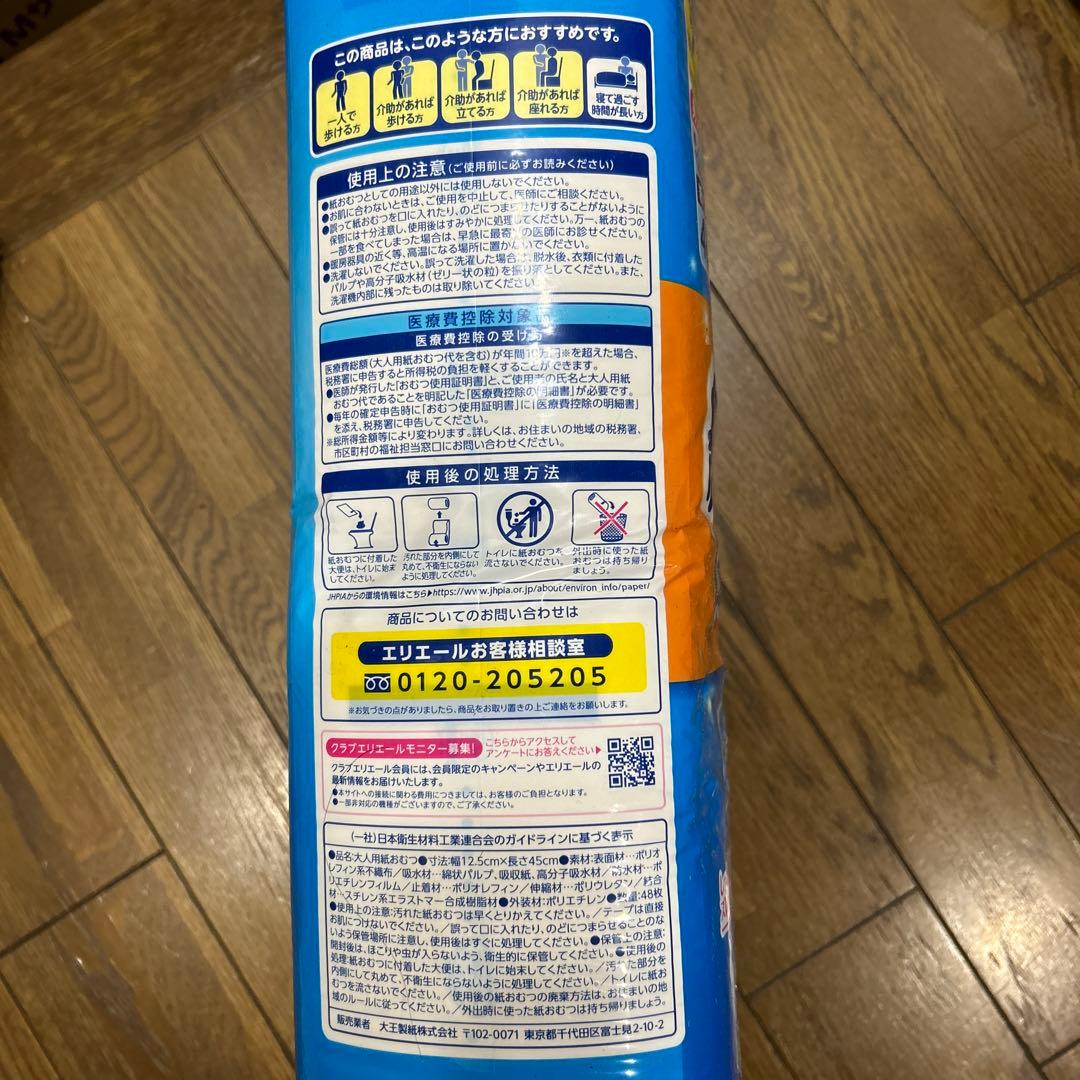 この商品は、このような方におすすめです。
一人で
歩ける方
介助があれば
歩ける方
介助があれば
立てる方
介助があれば
座れる方
寝て過ごす
時間が長い方
使用上の注意(ご使用前に必ずお読みください)
●紙おむつとしての用途以外には使用しないでください。
●お肌に合わないときは、ご使用を中止して、医師にご相談ください。
●誤って紙おむつを口に入れたり、のどにつまらせたりすることがないように
保管には十分注意し、使用後はすみやかに処理してください。万一、紙おむつの
一部を食べてしまった場合は、早急に最寄りの医師にお診せください。
●暖房器具の近く等、高温になる場所に置かないでください。
●洗濯しないでください。誤って洗濯した場合は、脱水後、衣類に付着した
パルプや高分子吸水材(ゼリー状の粒)を振り落としてください。また、
洗濯機内部に残ったものは取り除いてください。
医療費控除対象品
医療費控除の受け方
医療費総額(大人用紙おむつ代を含む)が年間10万円※を超えた場合、
税務署に申告すると所得税の負担を軽くすることができます。
●医師が発行した「おむつ使用証明書」と、ご使用者の氏名と大人用紙
おむつ代であることを明記した「医療費控除の明細書」が必要です。
●毎年の確定申告時に「おむつ使用証明書」に「医療費控除の明細書」
を添え、税務署に申告してください。
※総所得金額等により変わります。詳しくは、お住まいの地域の税務署、
市区町村の福祉担当窓口にお問い合わせください。
使用後の処理方法
紙おむつに付着した
大便は、トイレに始末
してください。
汚れた部分を内側にして
丸めて、不衛生にならない
ように処理してください。
トイレに紙おむつを
流さないでください。
外出時に使った紙
おむつは持ち帰り
ましょう。
JHPIAからの環境情報はこちら▶https://www.jhpia.or.jp/about/environ_info/paper/
商品についてのお問い合わせは
エリエールお客様相談室
0120-205205
※お気づきの点がありましたら、商品をお取り置きの上ご連絡をお願いします。
クラブエリエールモニター募集!
こちらからアクセスして
アンケートにお答えください▶
クラブエリエール会員には、会員限定のキャンペーンやエリエールの
最新情報をお届けいたします。
●本サイトへの接続に関わる費用につきましては、お客様のご負担となります。
●一部非対応の機種がございますので、ご了承ください。
(一社)日本衛生材料工業連合会のガイドラインに基づく表示
●品名:大人用紙おむつ●寸法:幅12.5cm×長さ45cm●素材:表面材…ポリオ
レフィン系不織布/吸水材…綿状パルプ、吸収紙、高分子吸水材/防水材…ポ
リエチレンフィルム/止着材…ポリオレフィン/伸縮材…ポリウレタン/結合
材…スチレン系エラストマー合成樹脂材●外装材:ポリエチレン●数量:48枚
●使用上の注意:汚れた紙おむつは早くとりかえてください。/テープは直接
お肌につけないでください。/誤って口に入れたり、のどにつまらせることのな
いよう保管場所に注意し、使用後はすぐに処理してください。●保管上の注意:
開封後は、ほこりや虫が入らないよう、衛生的に保管してください。●使用後の
処理:紙おむつに付着した大便は、トイレに始末してください。/汚れた部分を
内側にして丸めて、不衛生にならないように処理してください。/トイレに紙お
むつを流さないでください。/使用後の紙おむつの廃棄方法は、お住まいの地
域のルールに従ってください。/外出時に使った紙おむつは持ち帰りましょう。
販売業者 大王製紙株式会社 〒102-0071 東京都千代田区富士見2-10-2